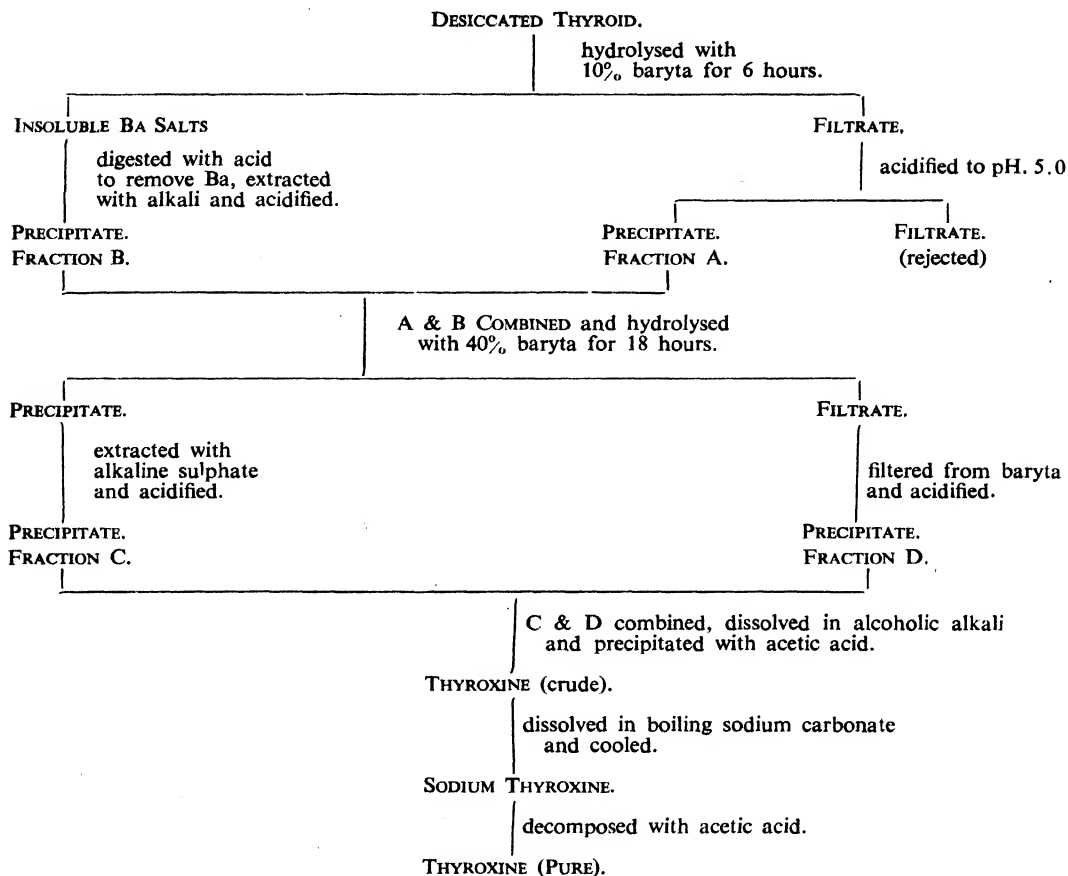 DESICCATED THYROID.
hydrolysed with
10% baryta for 6 hours.
INSOLUBLE BA SALTS
FILTRATE.
digested with acid
to remove Ba, extracted
with alkali and acidified.
acidified to pH. 5.0
PRECIPITATE.
FRACTION B.
PRECIPITATE.
FRACTION A.
FILTRATE.
(rejected)
A & B COMBINED and hydrolysed
with 40% baryta for 18 hours.
PRECIPITATE.
FILTRATE.
extracted with
alkaline sulphate
and acidified.
filtered from baryta
and acidified.
PRECIPITATE.
FRACTION C.
PRECIPITATE.
FRACTION D.
C & D combined, dissolved in alcoholic alkali
and precipitated with acetic acid.
THYROXINE (crude).
dissolved in boiling sodium carbonate
and cooled.
SODIUM THYROXINE.
decomposed with acetic acid.
THYROXINE (PURE).